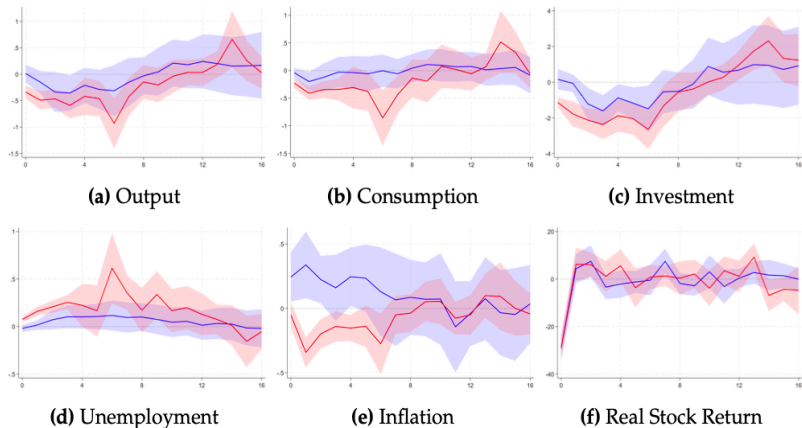 1
.5
0
-.5
-1
-1.5
0 4 8 12 16
(a) Output
1
.5
0
-.5
-1
-1.5
0 4 8 12 16
(b) Consumption
4
2
0
-2
-4
0 4 8 12 16
(c) Investment
1
.5
0
-.5
0 4 8 12 16
(d) Unemployment
.5
0
-.5
0 4 8 12 16
(e) Inflation
20
0
-20
-40
0 4 8 12 16
(f) Real Stock Return